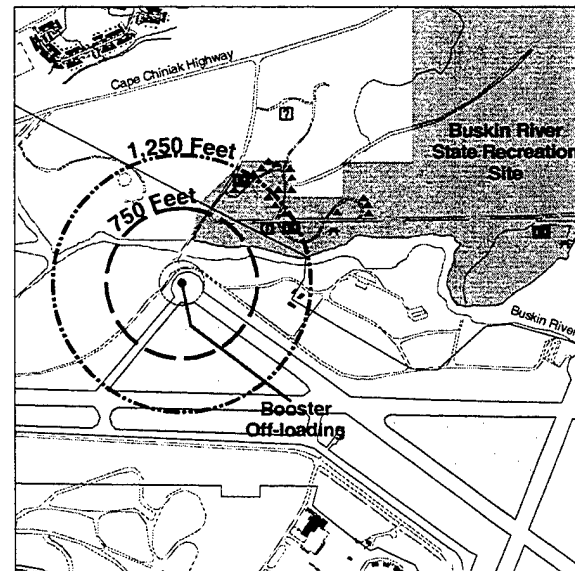 Cape Chiniak Highway
?
Buskin River
State Recreation
Site
1,250 Feet
750 Feet
Buskin River
Booster
Off-loading